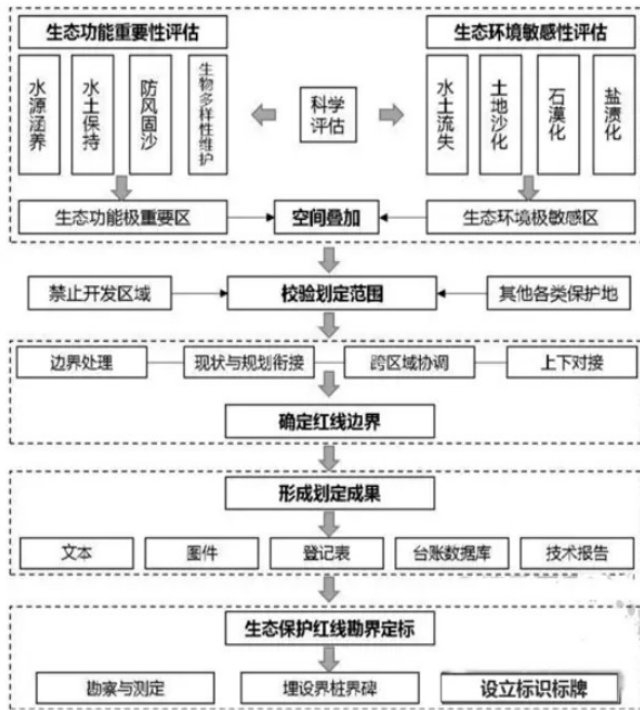 生态功能重要性评估
生态环境敏感性评估
水源涵养
水土保持
防风固沙
生物多样性维护
科学
评估
水土流失
土地沙化
石漠化
盐渍化
生态功能极重要区
空间叠加
生态环境极敏感区
禁止开发区域
校验划定范围
其他各类保护地
边界处理
现状与规划衔接
跨区域协调
上下对接
确定红线边界
形成划定成果
文本
图件
登记表
台账数据库
技术报告
生态保护红线勘界定标
勘察与测定
埋设界桩界碑
设立标识标牌